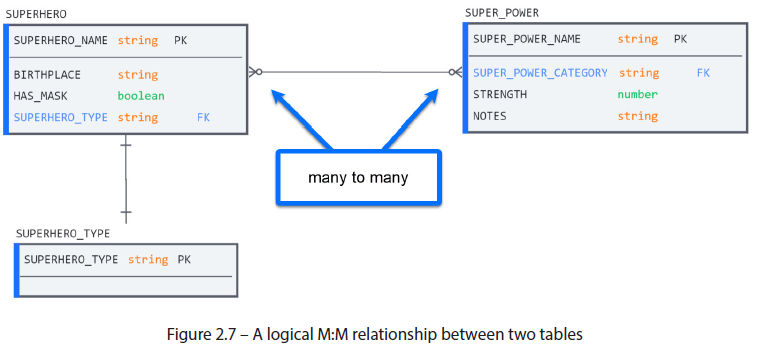 SUPERHERO
SUPERHERO_NAME string PK
BIRTHPLACE string
HAS_MASK boolean
SUPERHERO_TYPE string FK
SUPER_POWER
SUPER_POWER_NAME string PK
SUPER_POWER_CATEGORY string FK
STRENGTH number
NOTES string
many to many
SUPERHERO_TYPE
SUPERHERO_TYPE string PK
Figure 2.7 – A logical M:M relationship between two tables